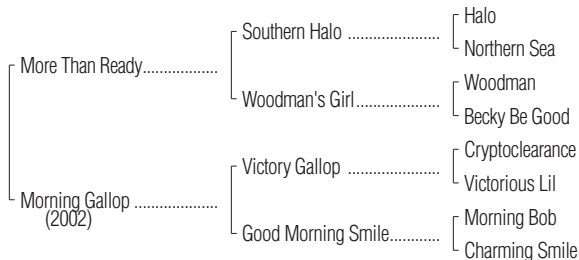 Halo
Southern Halo ....................
Northern Sea
More Than Ready..................
Woodman
Woodman's Girl.....................
Becky Be Good
Cryptoclearance
Victory Gallop ....................
Victorious Lil
Morning Gallop ..................
(2002)
Morning Bob
Good Morning Smile............
Charming Smile